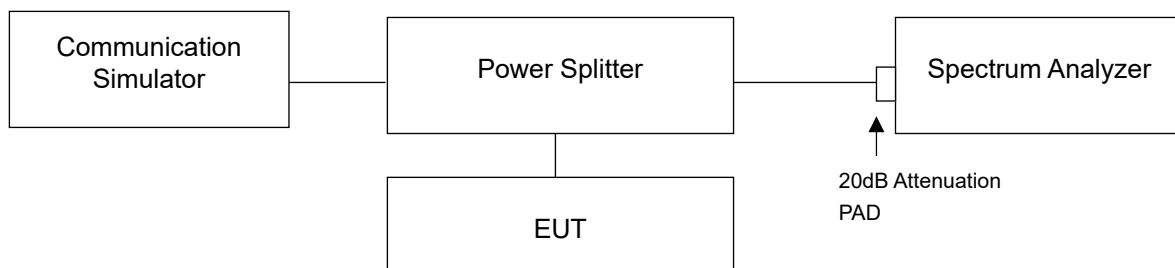 Communication
Simulator
Power Splitter
Spectrum Analyzer
20dB Attenuation
PAD
EUT